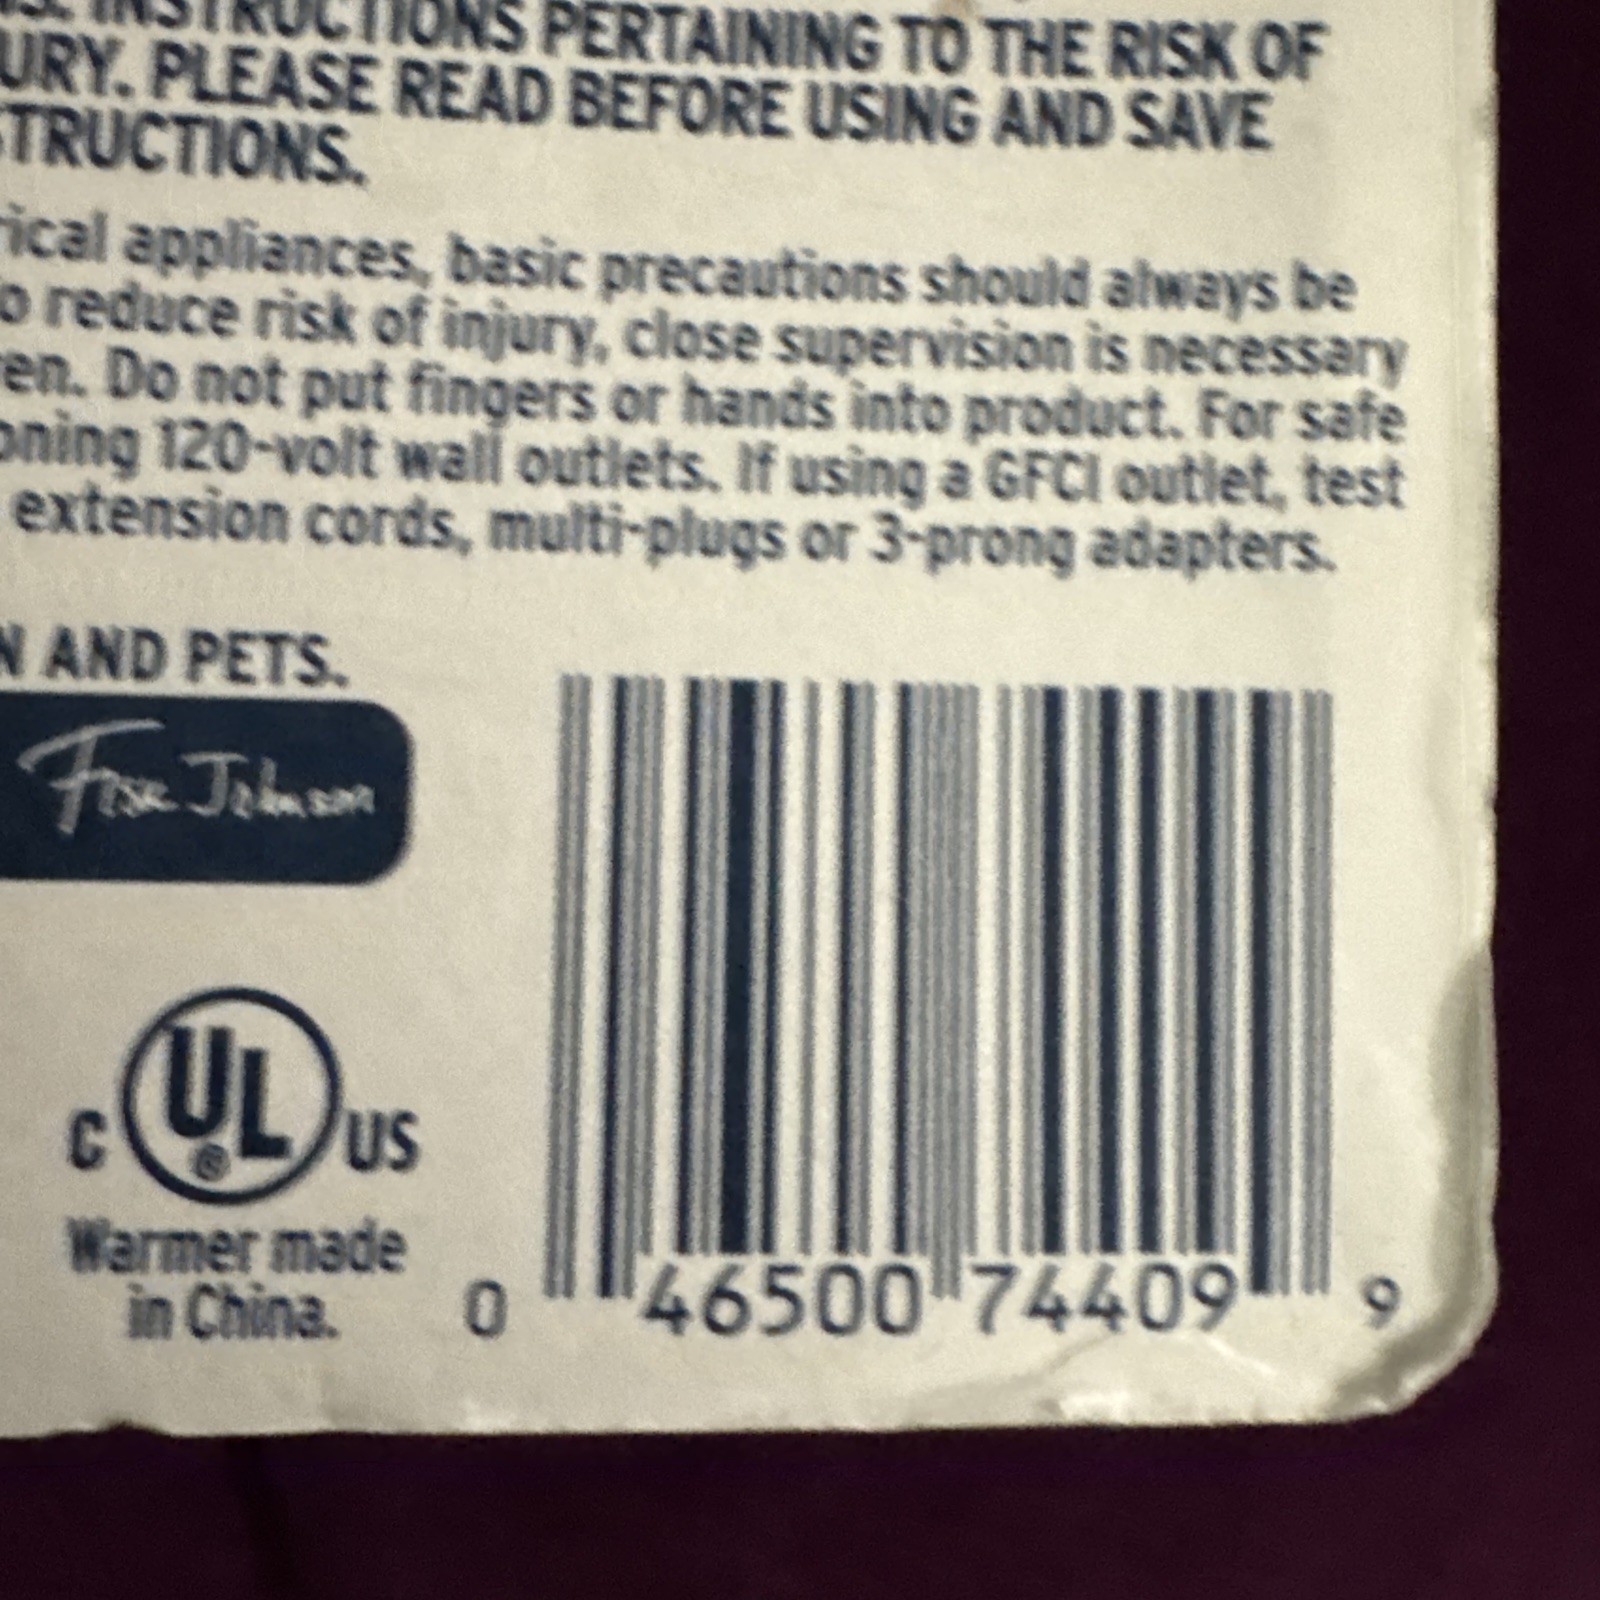 INSTRUCTIONS PERTAINING TO THE RISK OF
URY. PLEASE READ BEFORE USING AND SAVE
STRUCTIONS.
rical appliances, basic precautions should always be
o reduce risk of injury, close supervision is necessary
en. Do not put fingers or hands into product. For safe
oning 120-volt wall outlets. If using a GFCI outlet, test
extension cords, multi-plugs or 3-prong adapters.
N AND PETS.
Fisk Johnson
C UL® US
Warmer made
in China.
0 46500 74409 9